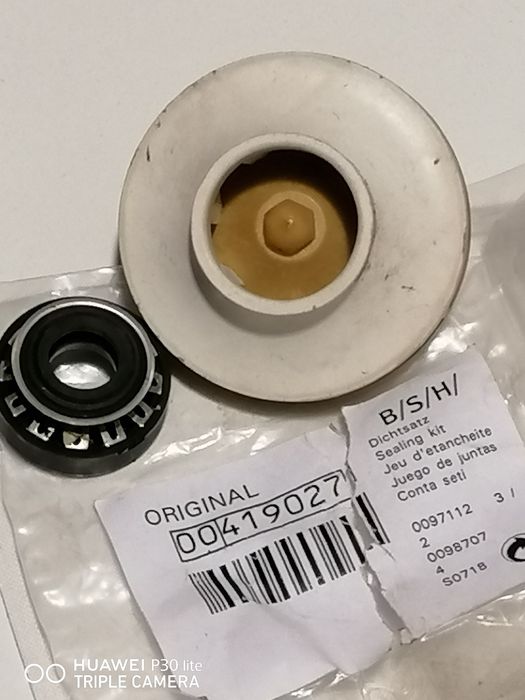 B/S/H/
Dichtsatz
Sealing kit
Jeu d'etancheite
Juego de juntas
Conta seti
ORIGINAL
00419027
0097112 3 /
2
0098707
4
S0718
HUAWEI P30 lite
TRIPLE CAMERA